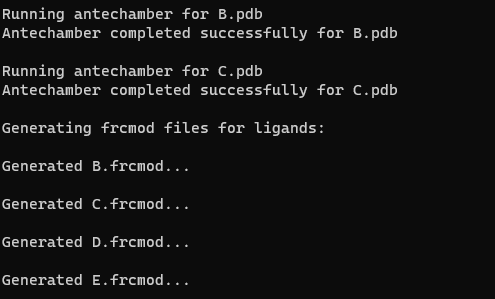 Running antechamber for B.pdb
Antechamber completed successfully for B.pdb
Running antechamber for C.pdb
Antechamber completed successfully for C.pdb
Generating frcmod files for ligands:
Generated B.frcmod...
Generated C.frcmod...
Generated D.frcmod...
Generated E.frcmod...